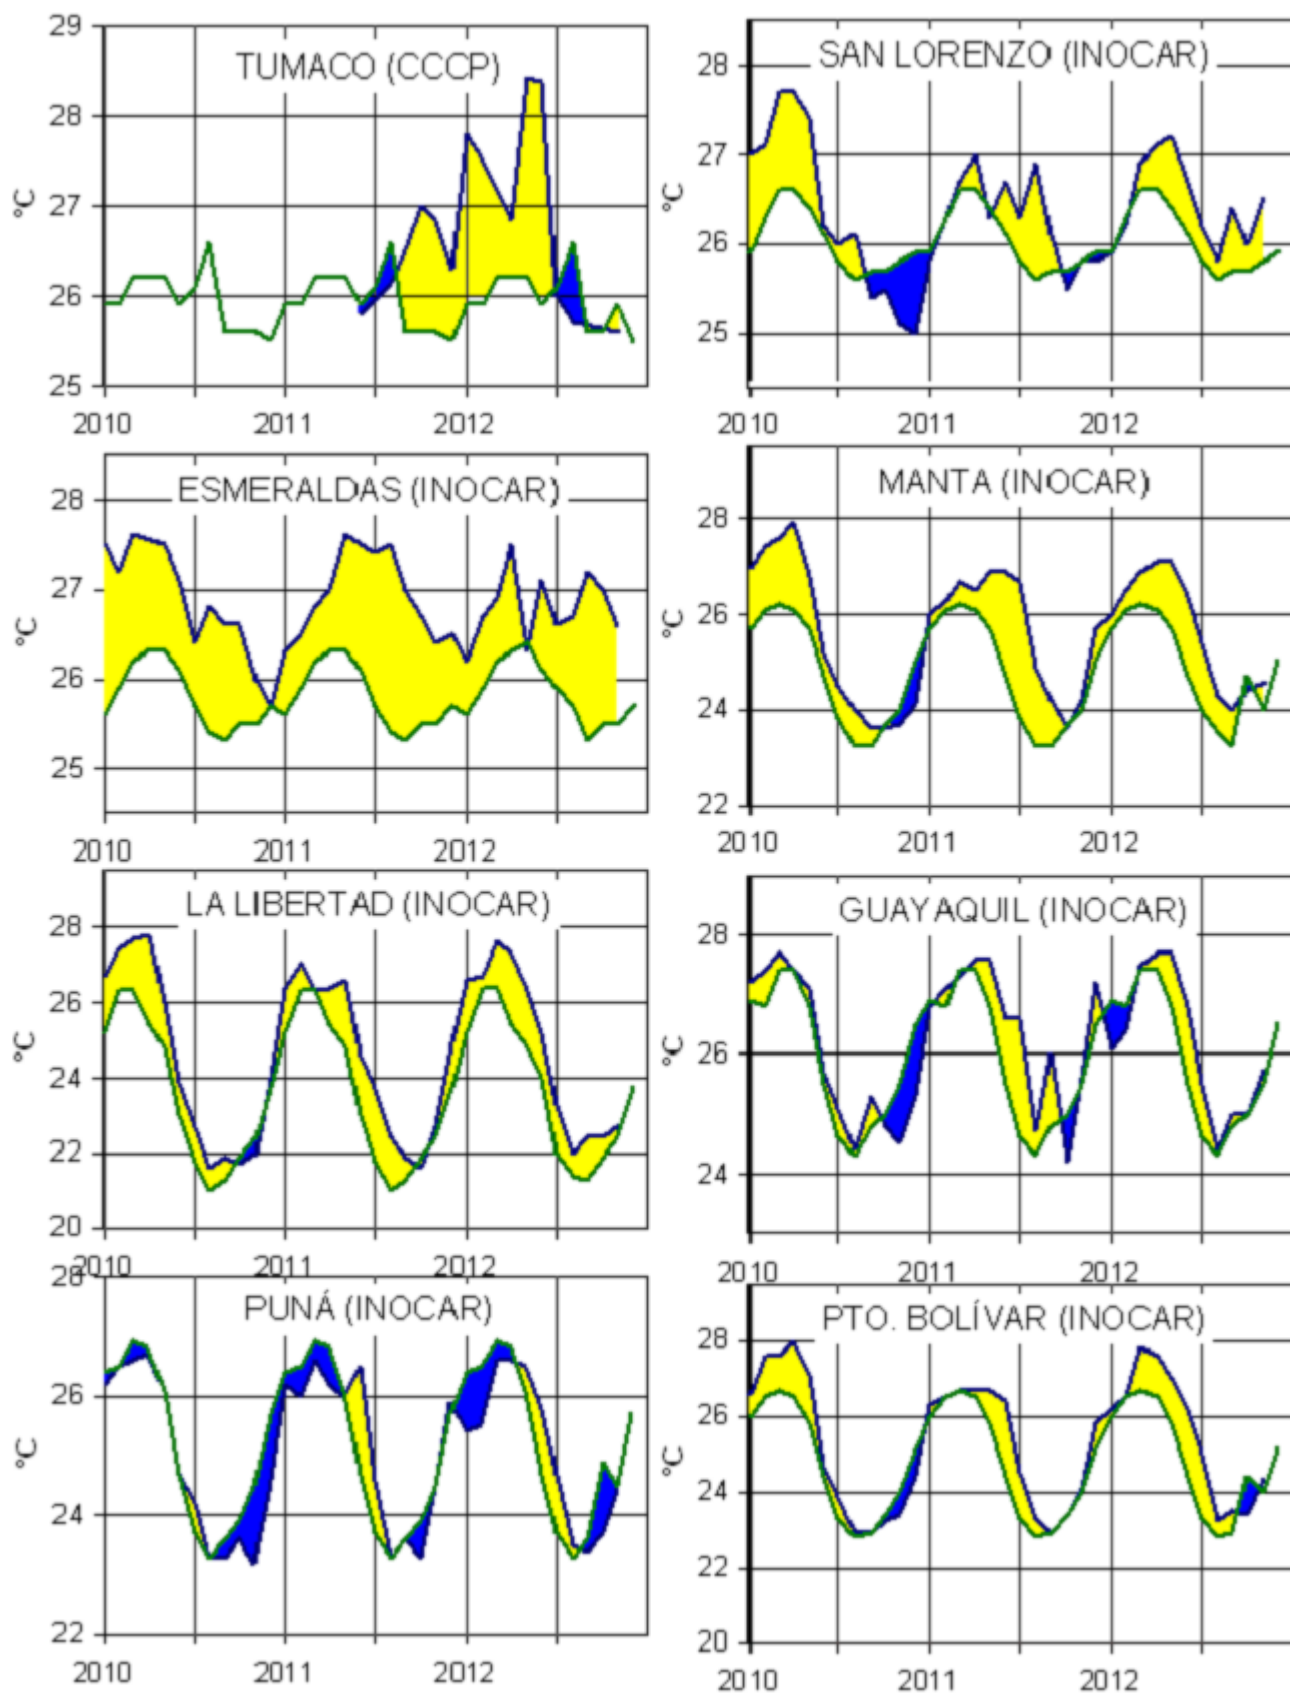 29
TUMACO (CCCP)
28
27
°C
26
25
2010 2011 2012
SAN LORENZO (INOCAR)
28
27
°C
26
25
2010 2011 2012
ESMERALDAS (INOCAR)
28
27
°C
26
25
2010 2011 2012
MANTA (INOCAR)
28
26
°C
24
22
2010 2011 2012
LA LIBERTAD (INOCAR)
28
26
°C
24
22
20
2010 2011 2012
GUAYAQUIL (INOCAR)
28
°C
26
24
2010 2011 2012
28
PUNÁ (INOCAR)
26
°C
24
22
2010 2011 2012
PTO. BOLÍVAR (INOCAR)
28
26
°C
24
22
20
2010 2011 2012